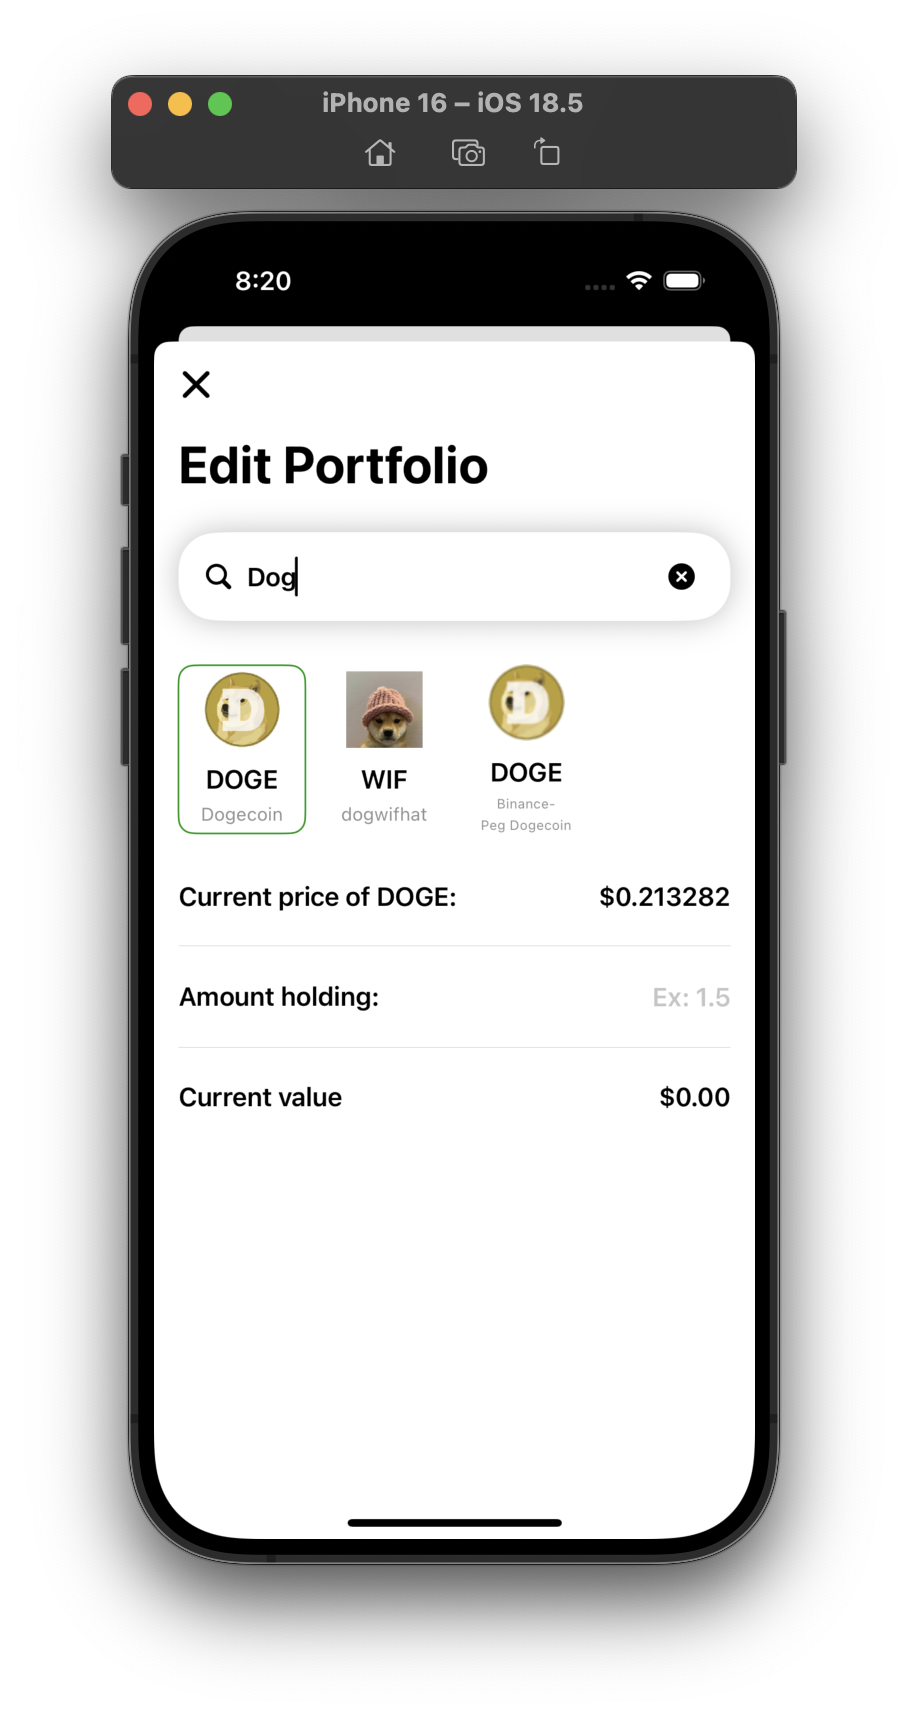 iPhone 16 – iOS 18.5
8:20
Edit Portfolio
Dog
DOGE
Dogecoin
WIF
dogwifhat
DOGE
Binance-
Peg Dogecoin
Current price of DOGE: $0.213282
Amount holding: Ex: 1.5
Current value $0.00